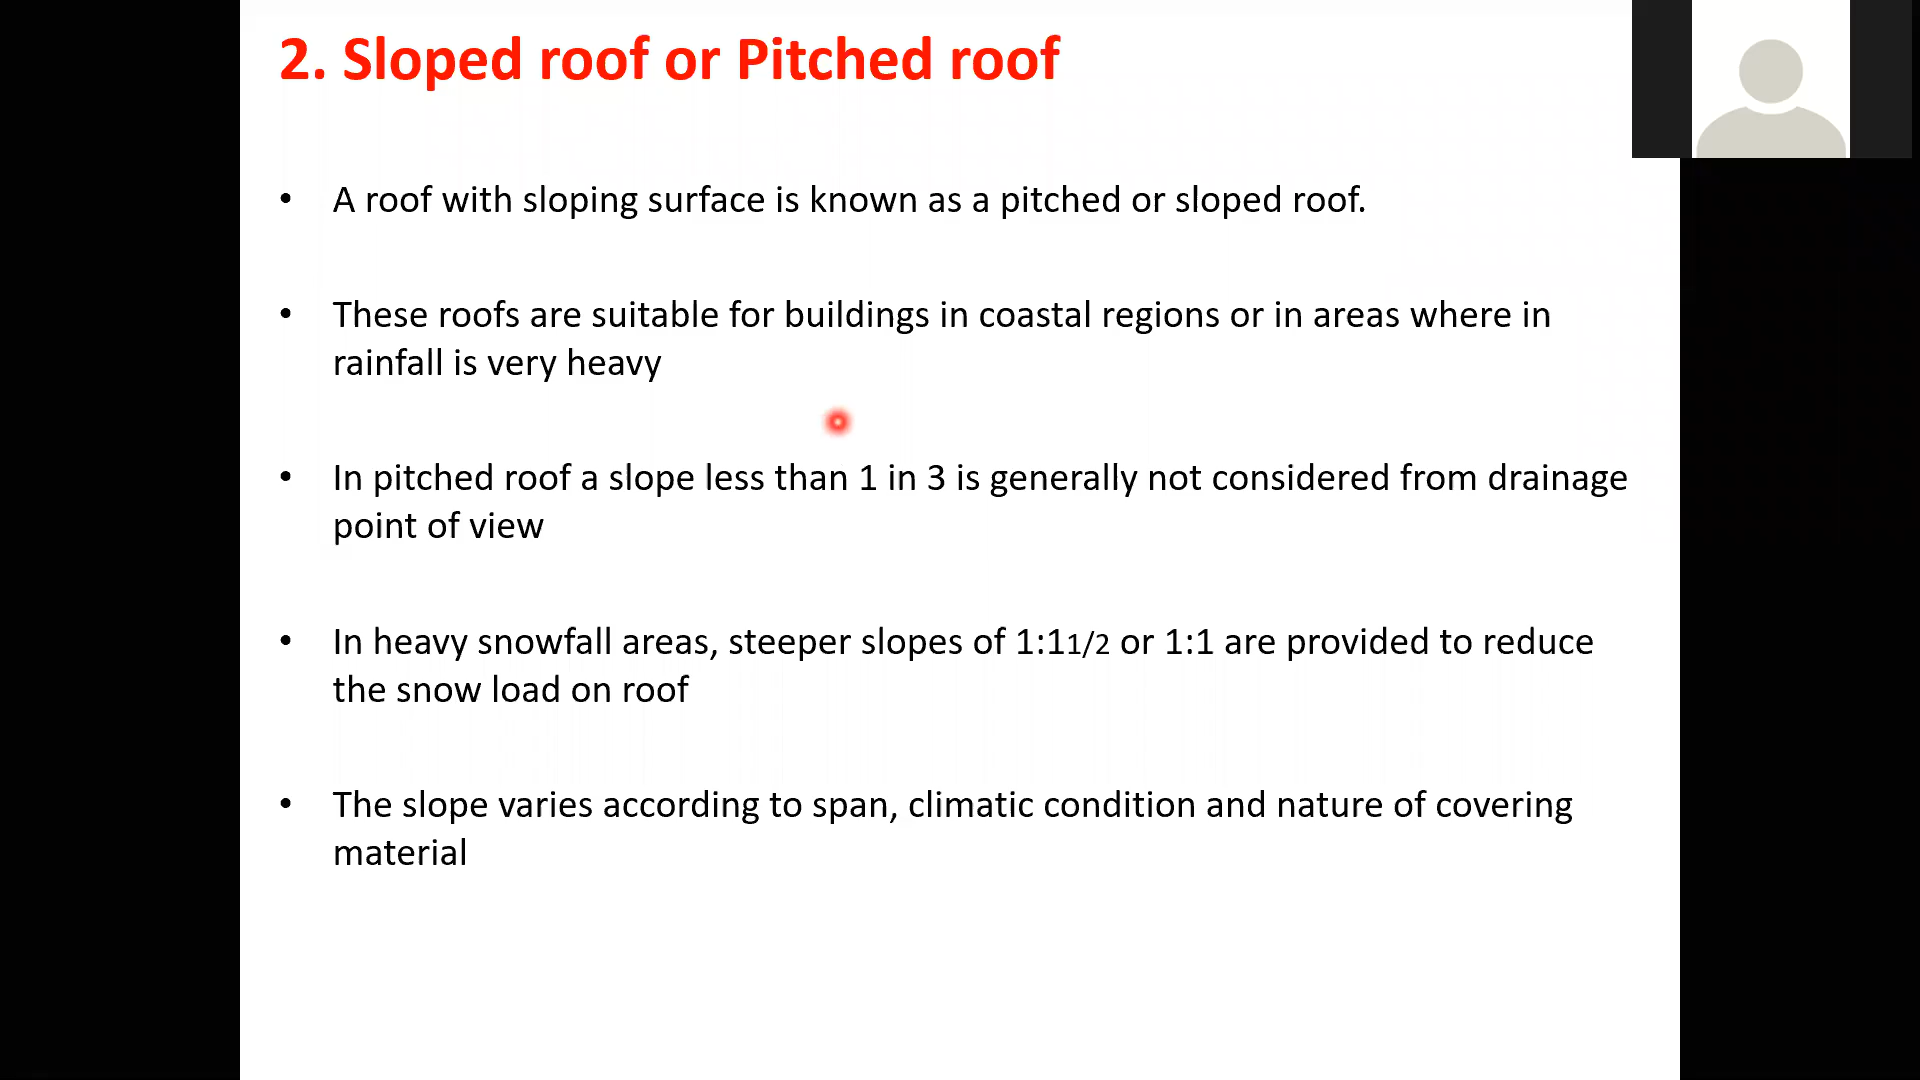 2. Sloped roof or Pitched roof
• A roof with sloping surface is known as a pitched or sloped roof.
• These roofs are suitable for buildings in coastal regions or in areas where in
rainfall is very heavy
• In pitched roof a slope less than 1 in 3 is generally not considered from drainage
point of view
• In heavy snowfall areas, steeper slopes of 1:11/2 or 1:1 are provided to reduce
the snow load on roof
• The slope varies according to span, climatic condition and nature of covering
material